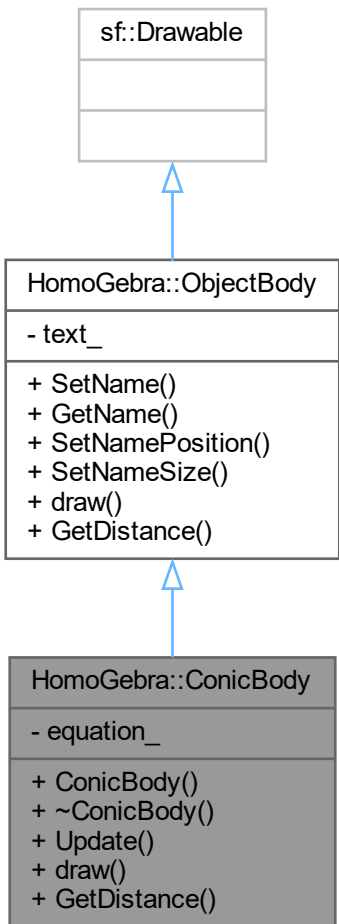 sf::Drawable
HomoGebra::ObjectBody
- text_
+ SetName()
+ GetName()
+ SetNamePosition()
+ SetNameSize()
+ draw()
+ GetDistance()
HomoGebra::ConicBody
- equation_
+ ConicBody()
+ ~ConicBody()
+ Update()
+ draw()
+ GetDistance()